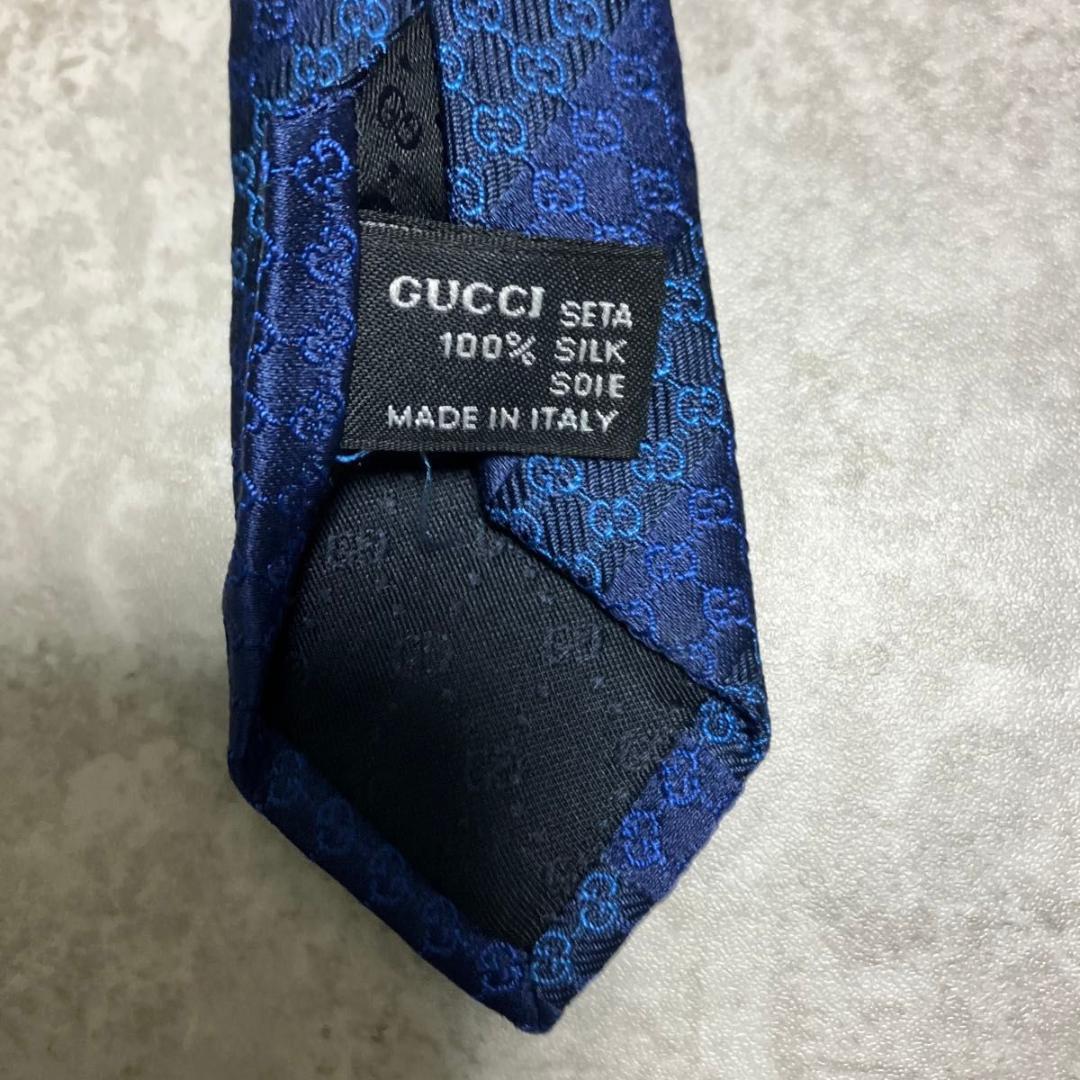 GUCCI SETA
100% SILK
SOIE
MADE IN ITALY